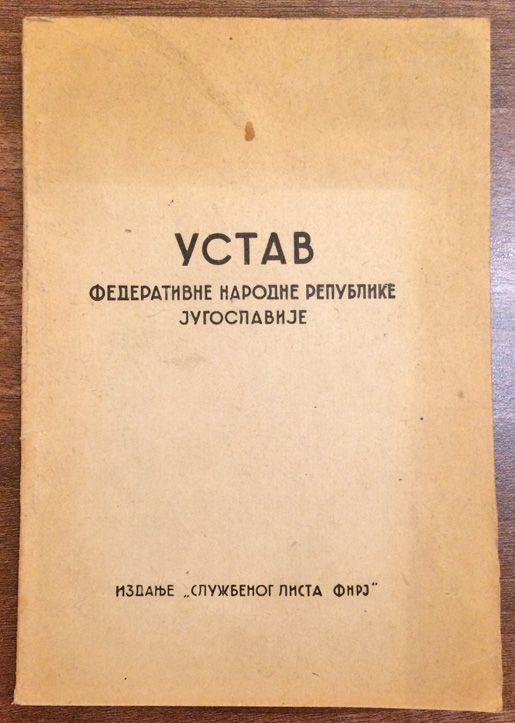 УСТАВ
ФЕДЕРАТИВНЕ НАРОДНЕ РЕПУБЛИКЕ
ЈУГОСЛАВИЈЕ
ИЗДАЊЕ „СЛУЖБЕНОГ ЛИСТА ФНРЈ"